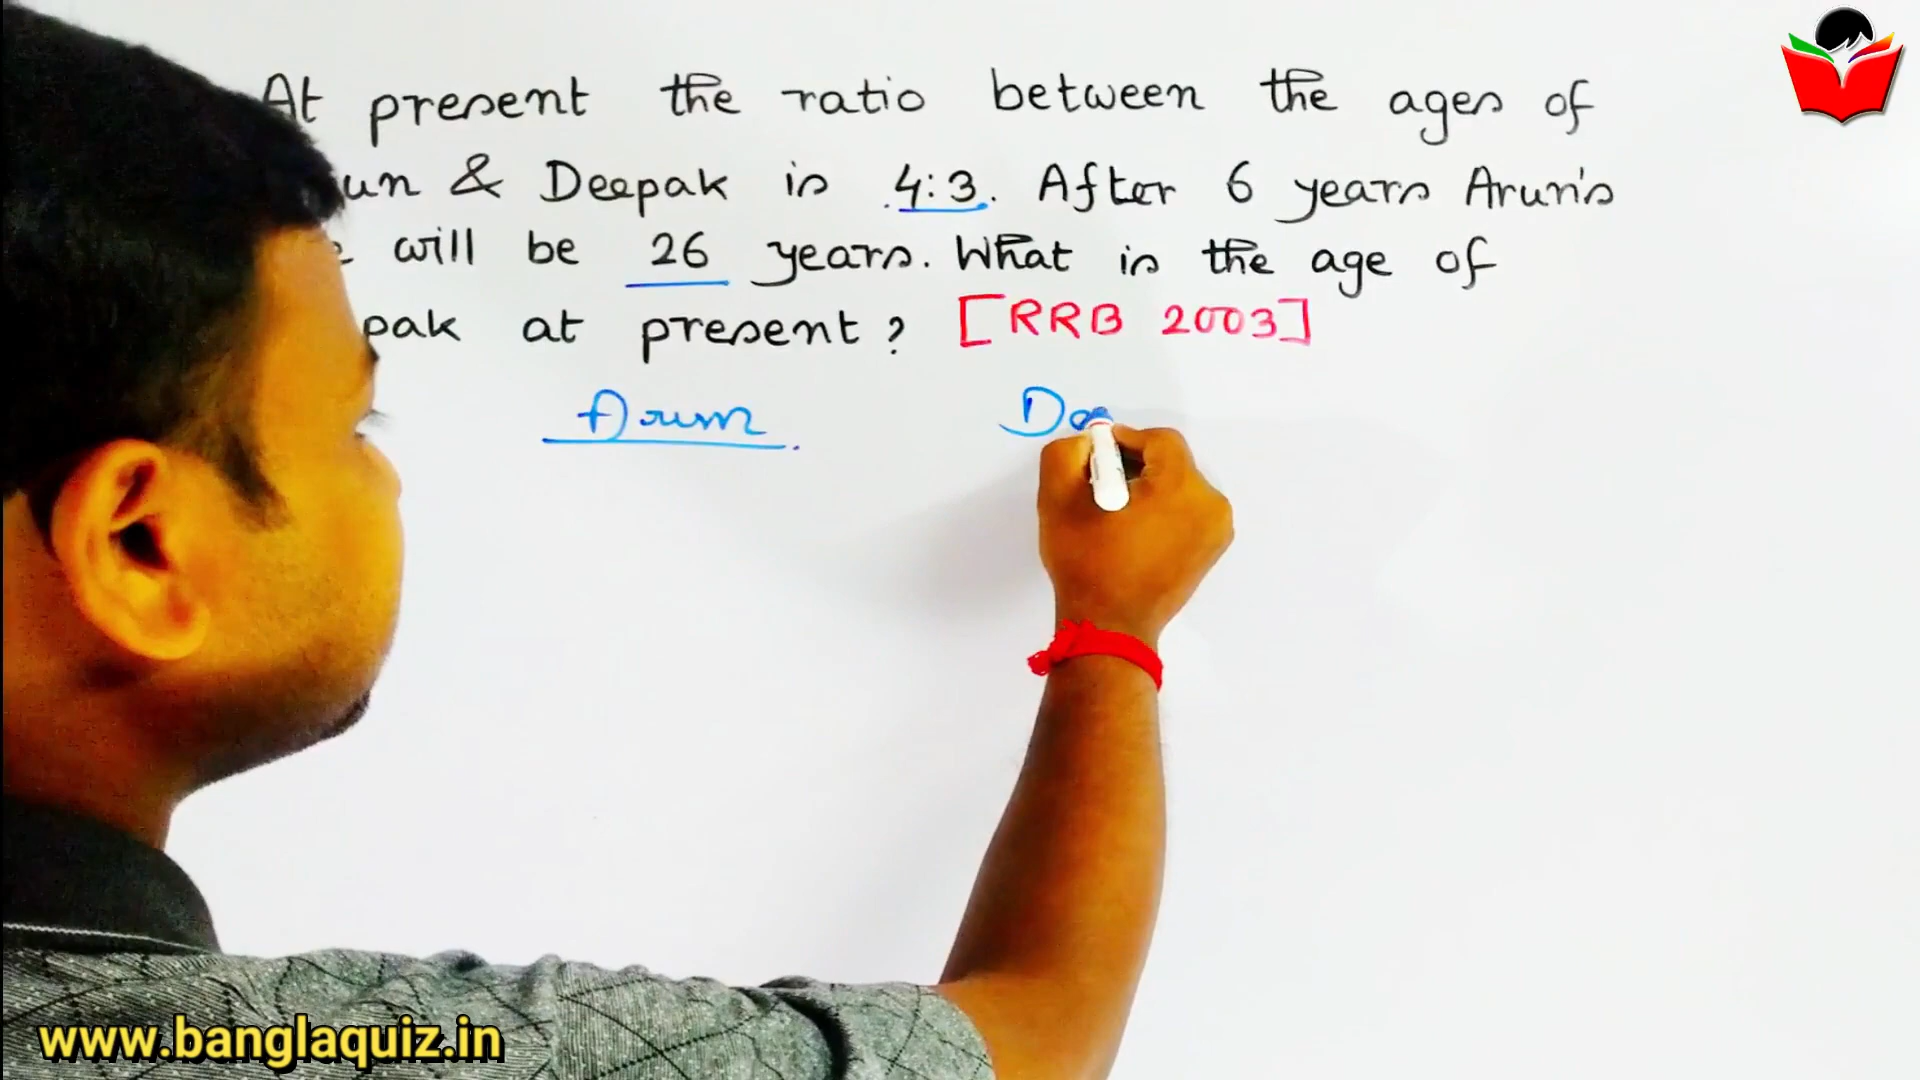 At present the ratio between the ages of
un & Deepak is 4:3. After 6 years Arun's
will be 26 years. What is the age of
pak at present? [RRB 2003]
Arun Dee
www.banglaquiz.in